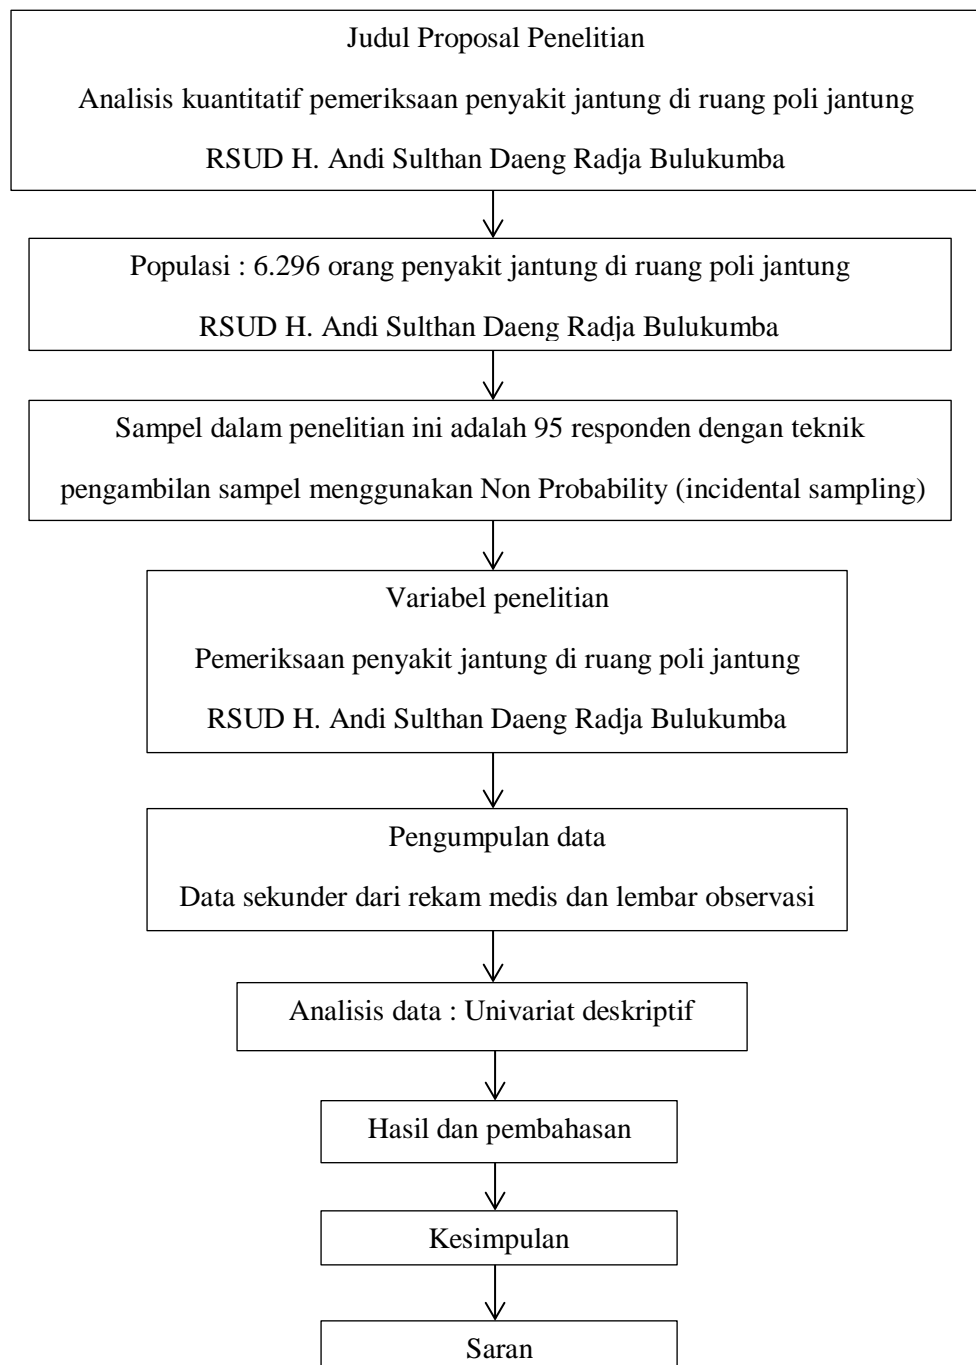 Judul Proposal Penelitian
Analisis kuantitatif pemeriksaan penyakit jantung di ruang poli jantung
RSUD H. Andi Sulthan Daeng Radja Bulukumba
Populasi : 6.296 orang penyakit jantung di ruang poli jantung
RSUD H. Andi Sulthan Daeng Radja Bulukumba
Sampel dalam penelitian ini adalah 95 responden dengan teknik
pengambilan sampel menggunakan Non Probability (incidental sampling)
Variabel penelitian
Pemeriksaan penyakit jantung di ruang poli jantung
RSUD H. Andi Sulthan Daeng Radja Bulukumba
Pengumpulan data
Data sekunder dari rekam medis dan lembar observasi
Analisis data : Univariat deskriptif
Hasil dan pembahasan
Kesimpulan
Saran